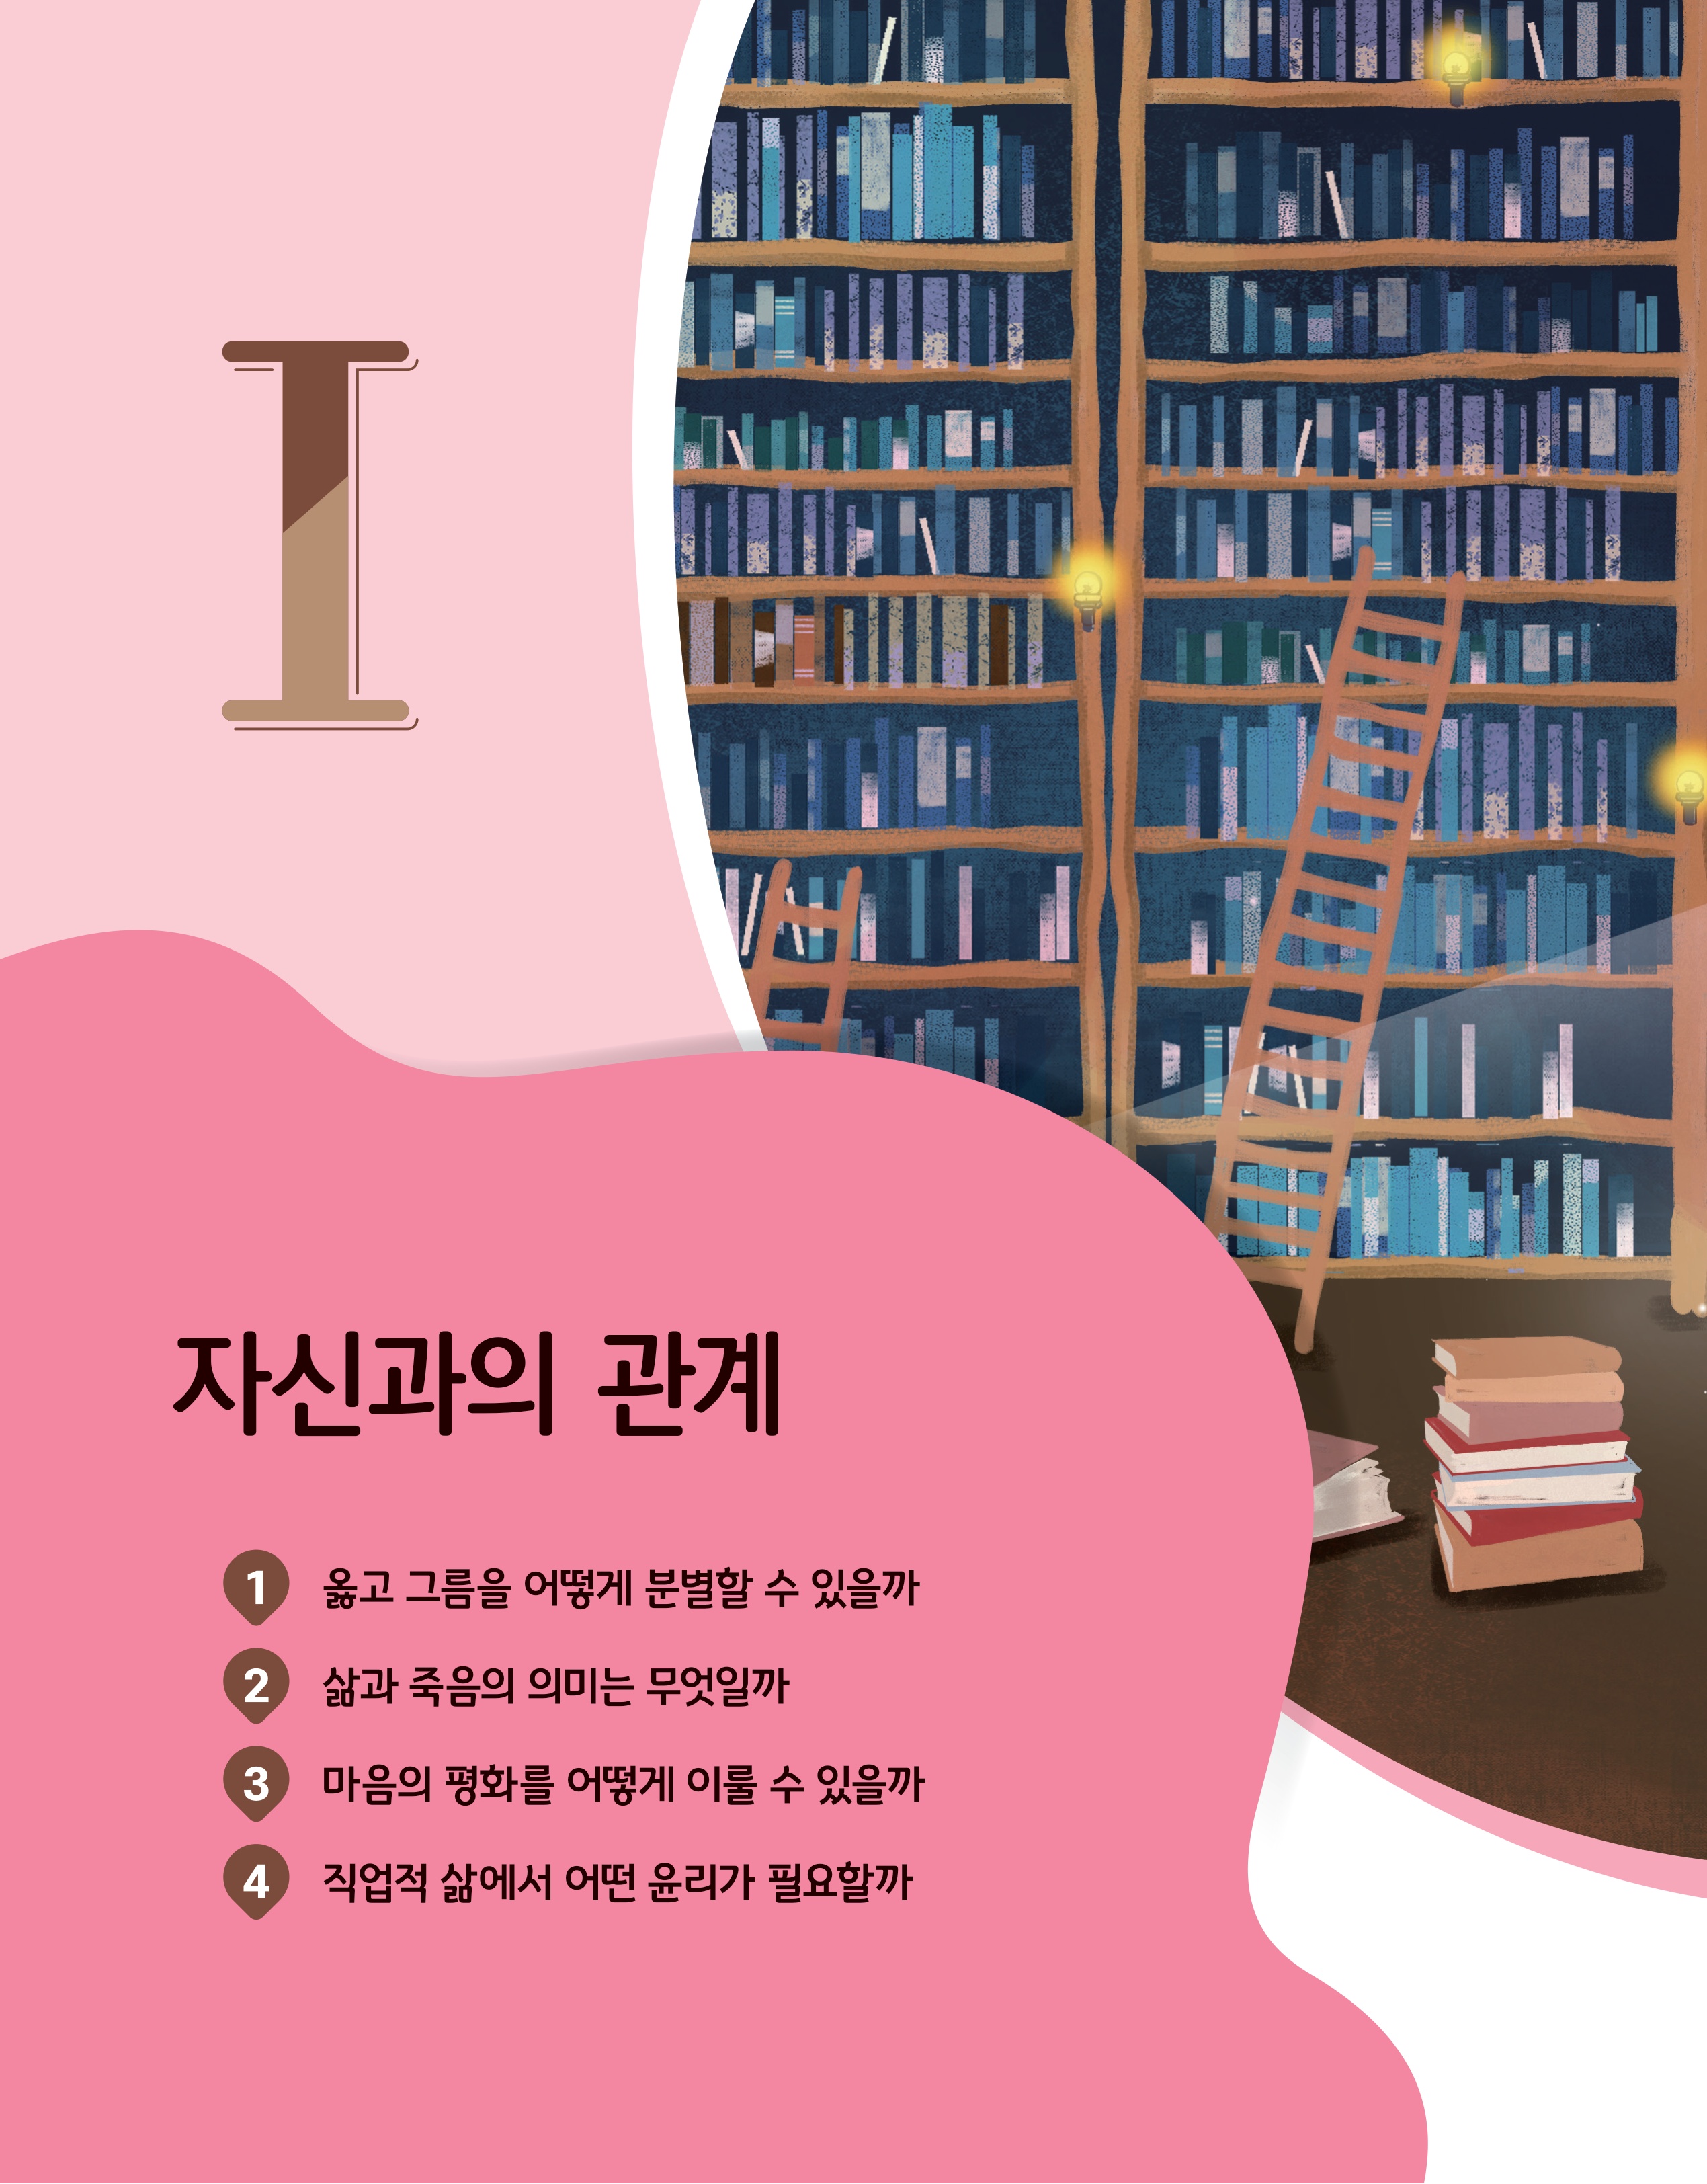 I
자신과의 관계
1 옳고 그름을 어떻게 분별할 수 있을까
2 삶과 죽음의 의미는 무엇일까
3 마음의 평화를 어떻게 이룰 수 있을까
4 직업적 삶에서 어떤 윤리가 필요할까